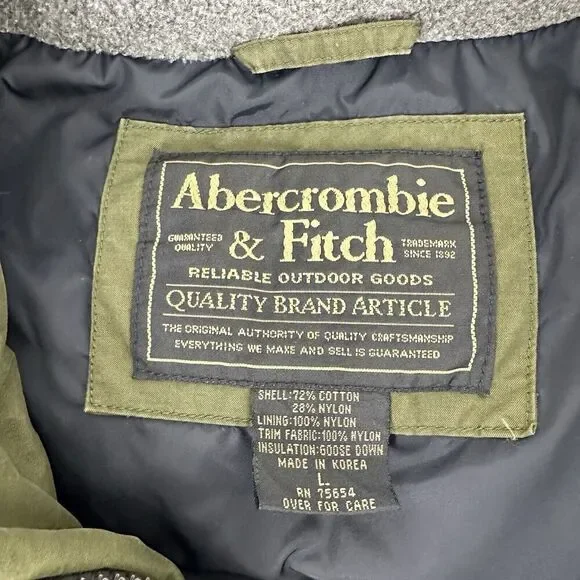 Abercrombie
GUARANTEED QUALITY & Fitch TRADEMARK SINCE 1892
RELIABLE OUTDOOR GOODS
QUALITY BRAND ARTICLE
THE ORIGINAL AUTHORITY OF QUALITY CRAFTSMANSHIP
EVERYTHING WE MAKE AND SELL IS GUARANTEED
SHELL:72% COTTON
28% NYLON
LINING:100% NYLON
TRIM FABRIC:100% NYLON
INSULATION:GOOSE DOWN
MADE IN KOREA
L
RN 75654
OVER FOR CARE